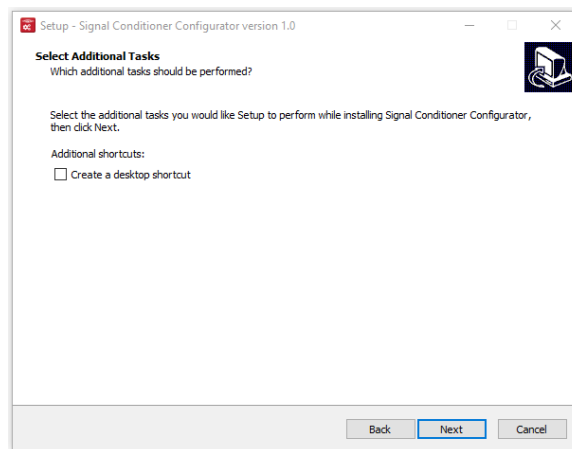 Setup - Signal Conditioner Configurator version 1.0
Select Additional Tasks
Which additional tasks should be performed?
Select the additional tasks you would like Setup to perform while installing Signal Conditioner Configurator,
then click Next.
Additional shortcuts:
Create a desktop shortcut
Back
Next
Cancel